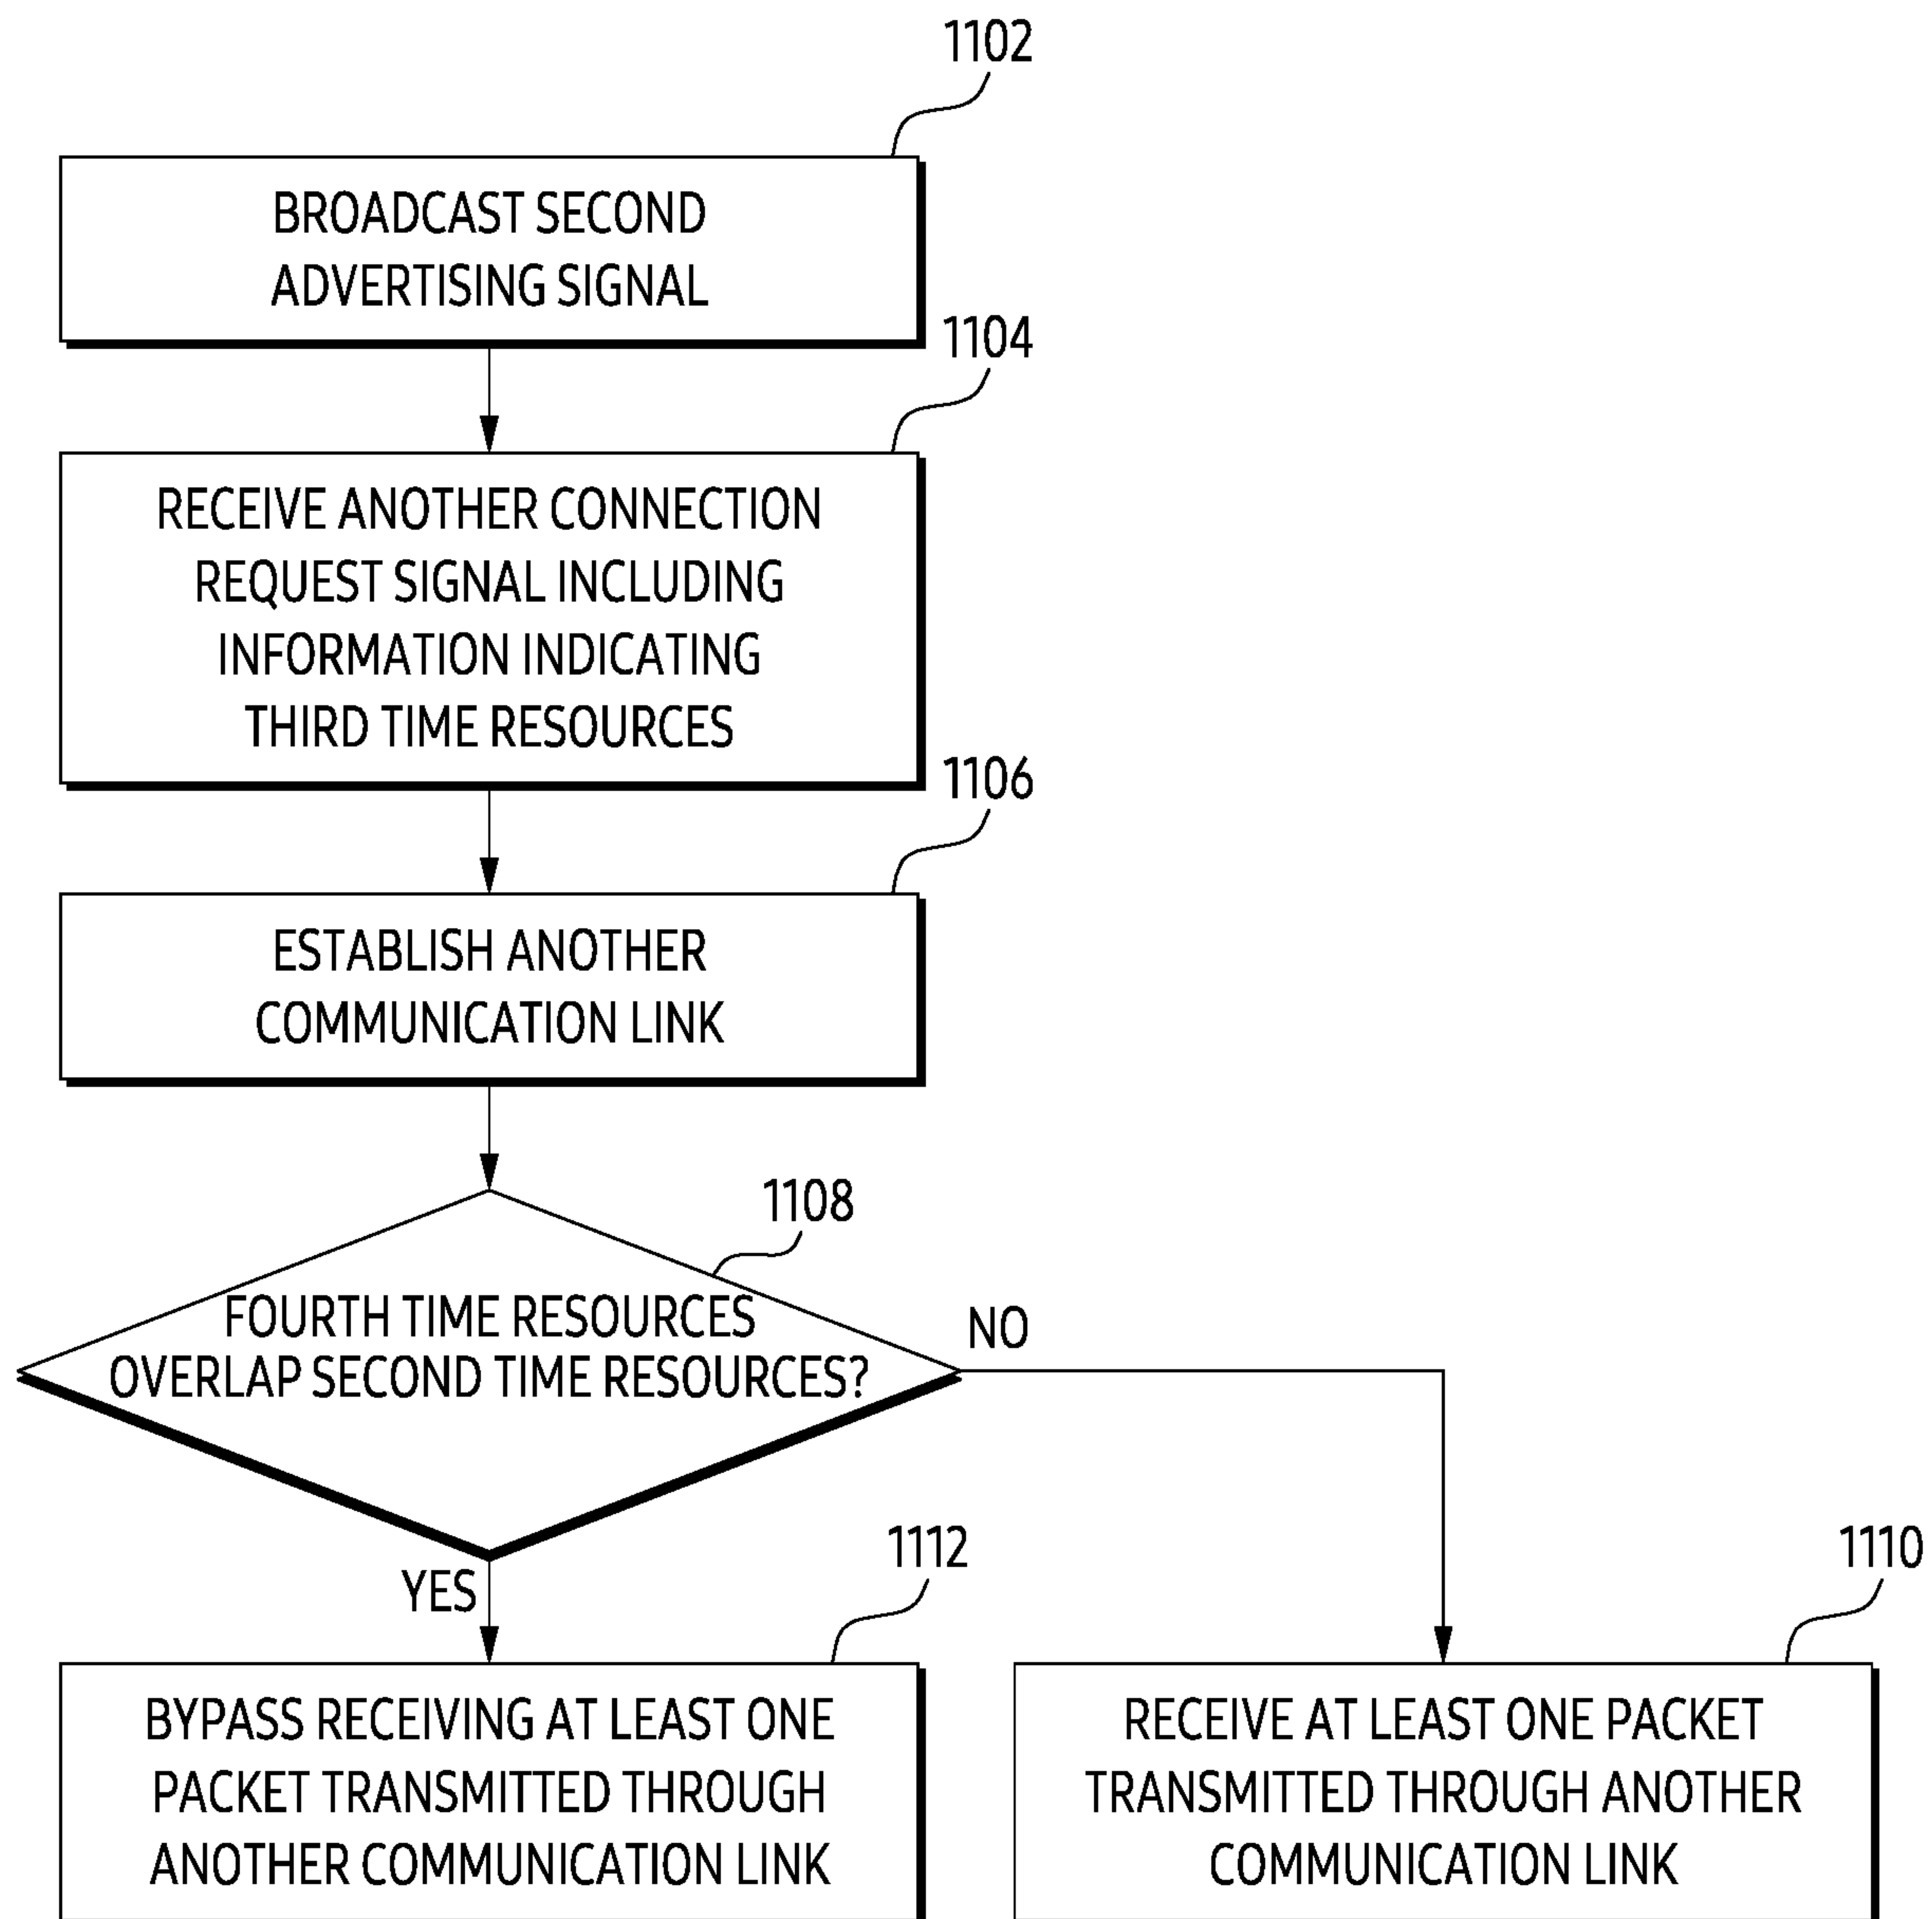 1102
BROADCAST SECOND
ADVERTISING SIGNAL
1104
RECEIVE ANOTHER CONNECTION
REQUEST SIGNAL INCLUDING
INFORMATION INDICATING
THIRD TIME RESOURCES
1106
ESTABLISH ANOTHER
COMMUNICATION LINK
1108
FOURTH TIME RESOURCES
OVERLAP SECOND TIME RESOURCES?
NO
YES
1112
BYPASS RECEIVING AT LEAST ONE
PACKET TRANSMITTED THROUGH
ANOTHER COMMUNICATION LINK
1110
RECEIVE AT LEAST ONE PACKET
TRANSMITTED THROUGH ANOTHER
COMMUNICATION LINK